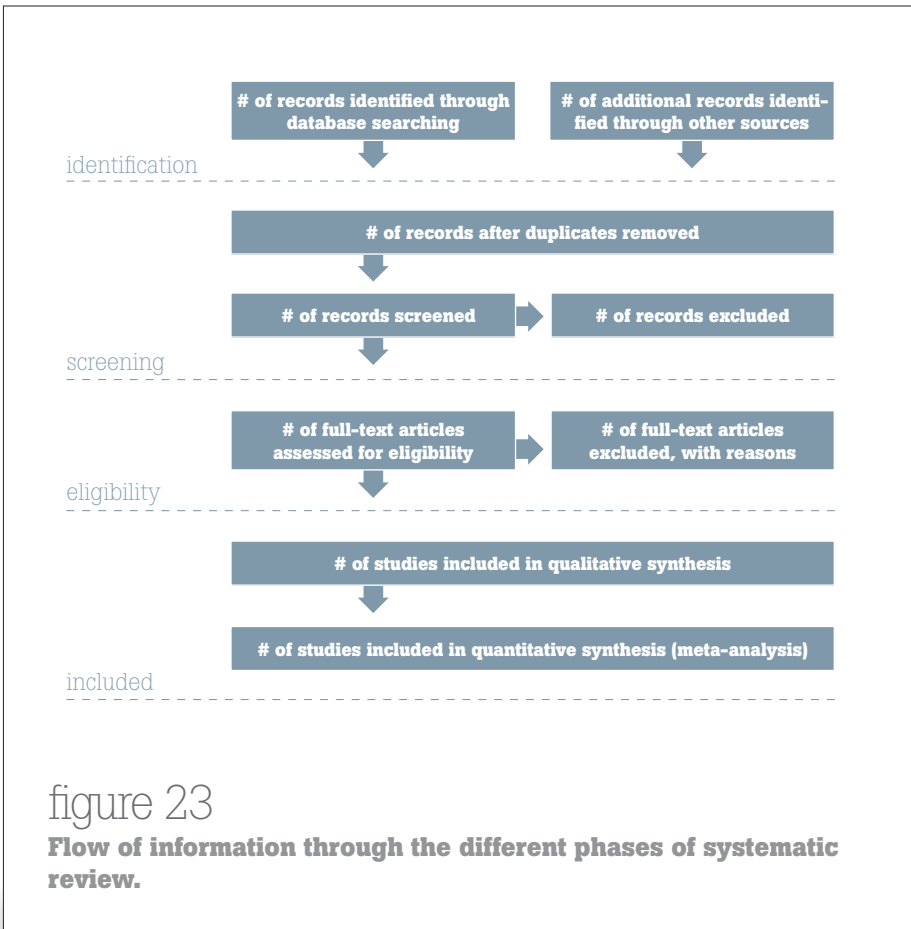 # of records identified through
database searching
# of additional records identi-
fied through other sources
identification
# of records after duplicates removed
# of records screened
# of records excluded
screening
# of full-text articles
assessed for eligibility
# of full-text articles
excluded, with reasons
eligibility
# of studies included in qualitative synthesis
# of studies included in quantitative synthesis (meta-analysis)
included
figure 23
Flow of information through the different phases of systematic
review.